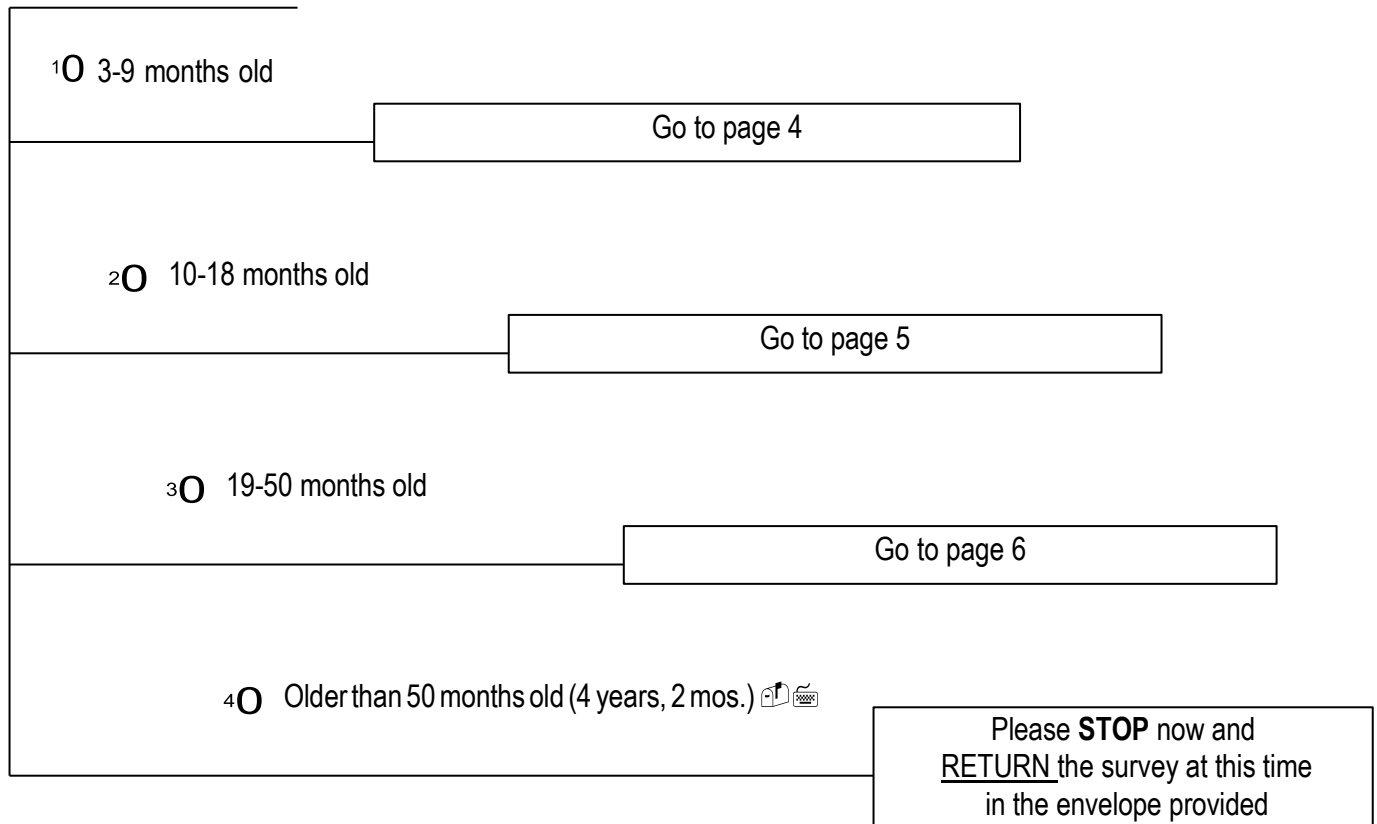 1O 3-9 months old
Go to page 4
2O 10-18 months old
Go to page 5
3O 19-50 months old
Go to page 6
4O Older than 50 months old (4 years, 2 mos.)
Please STOP now and
RETURN the survey at this time
in the envelope provided